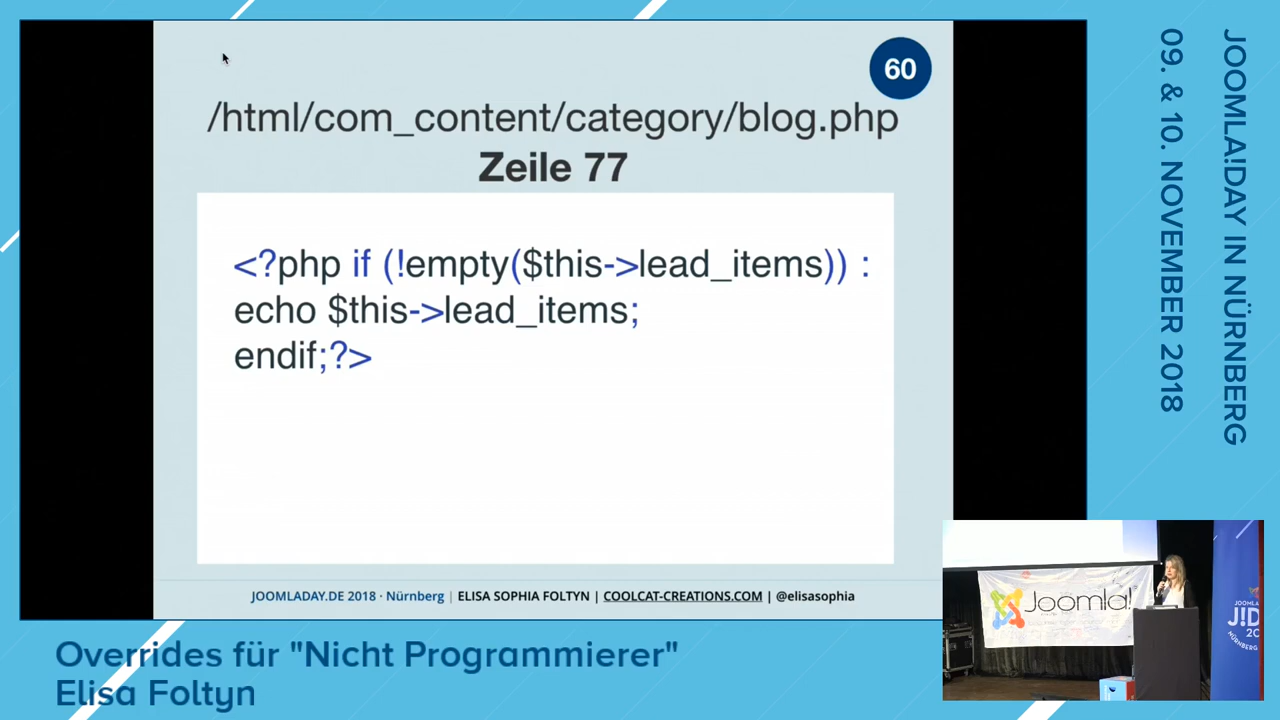 60
/html/com_content/category/blog.php
Zeile 77
<?php if (!empty($this->lead_items)) :
echo $this->lead_items;
endif;?>
JOOMLADAY.DE 2018 · Nürnberg | ELISA SOPHIA FOLTYN | COOLCAT-CREATIONS.COM | @elisasophia
JOOMLA!DAY IN NÜRNBERG
09. & 10. NOVEMBER 2018
Joomla!
Overrides für "Nicht Programmierer"
Elisa Foltyn